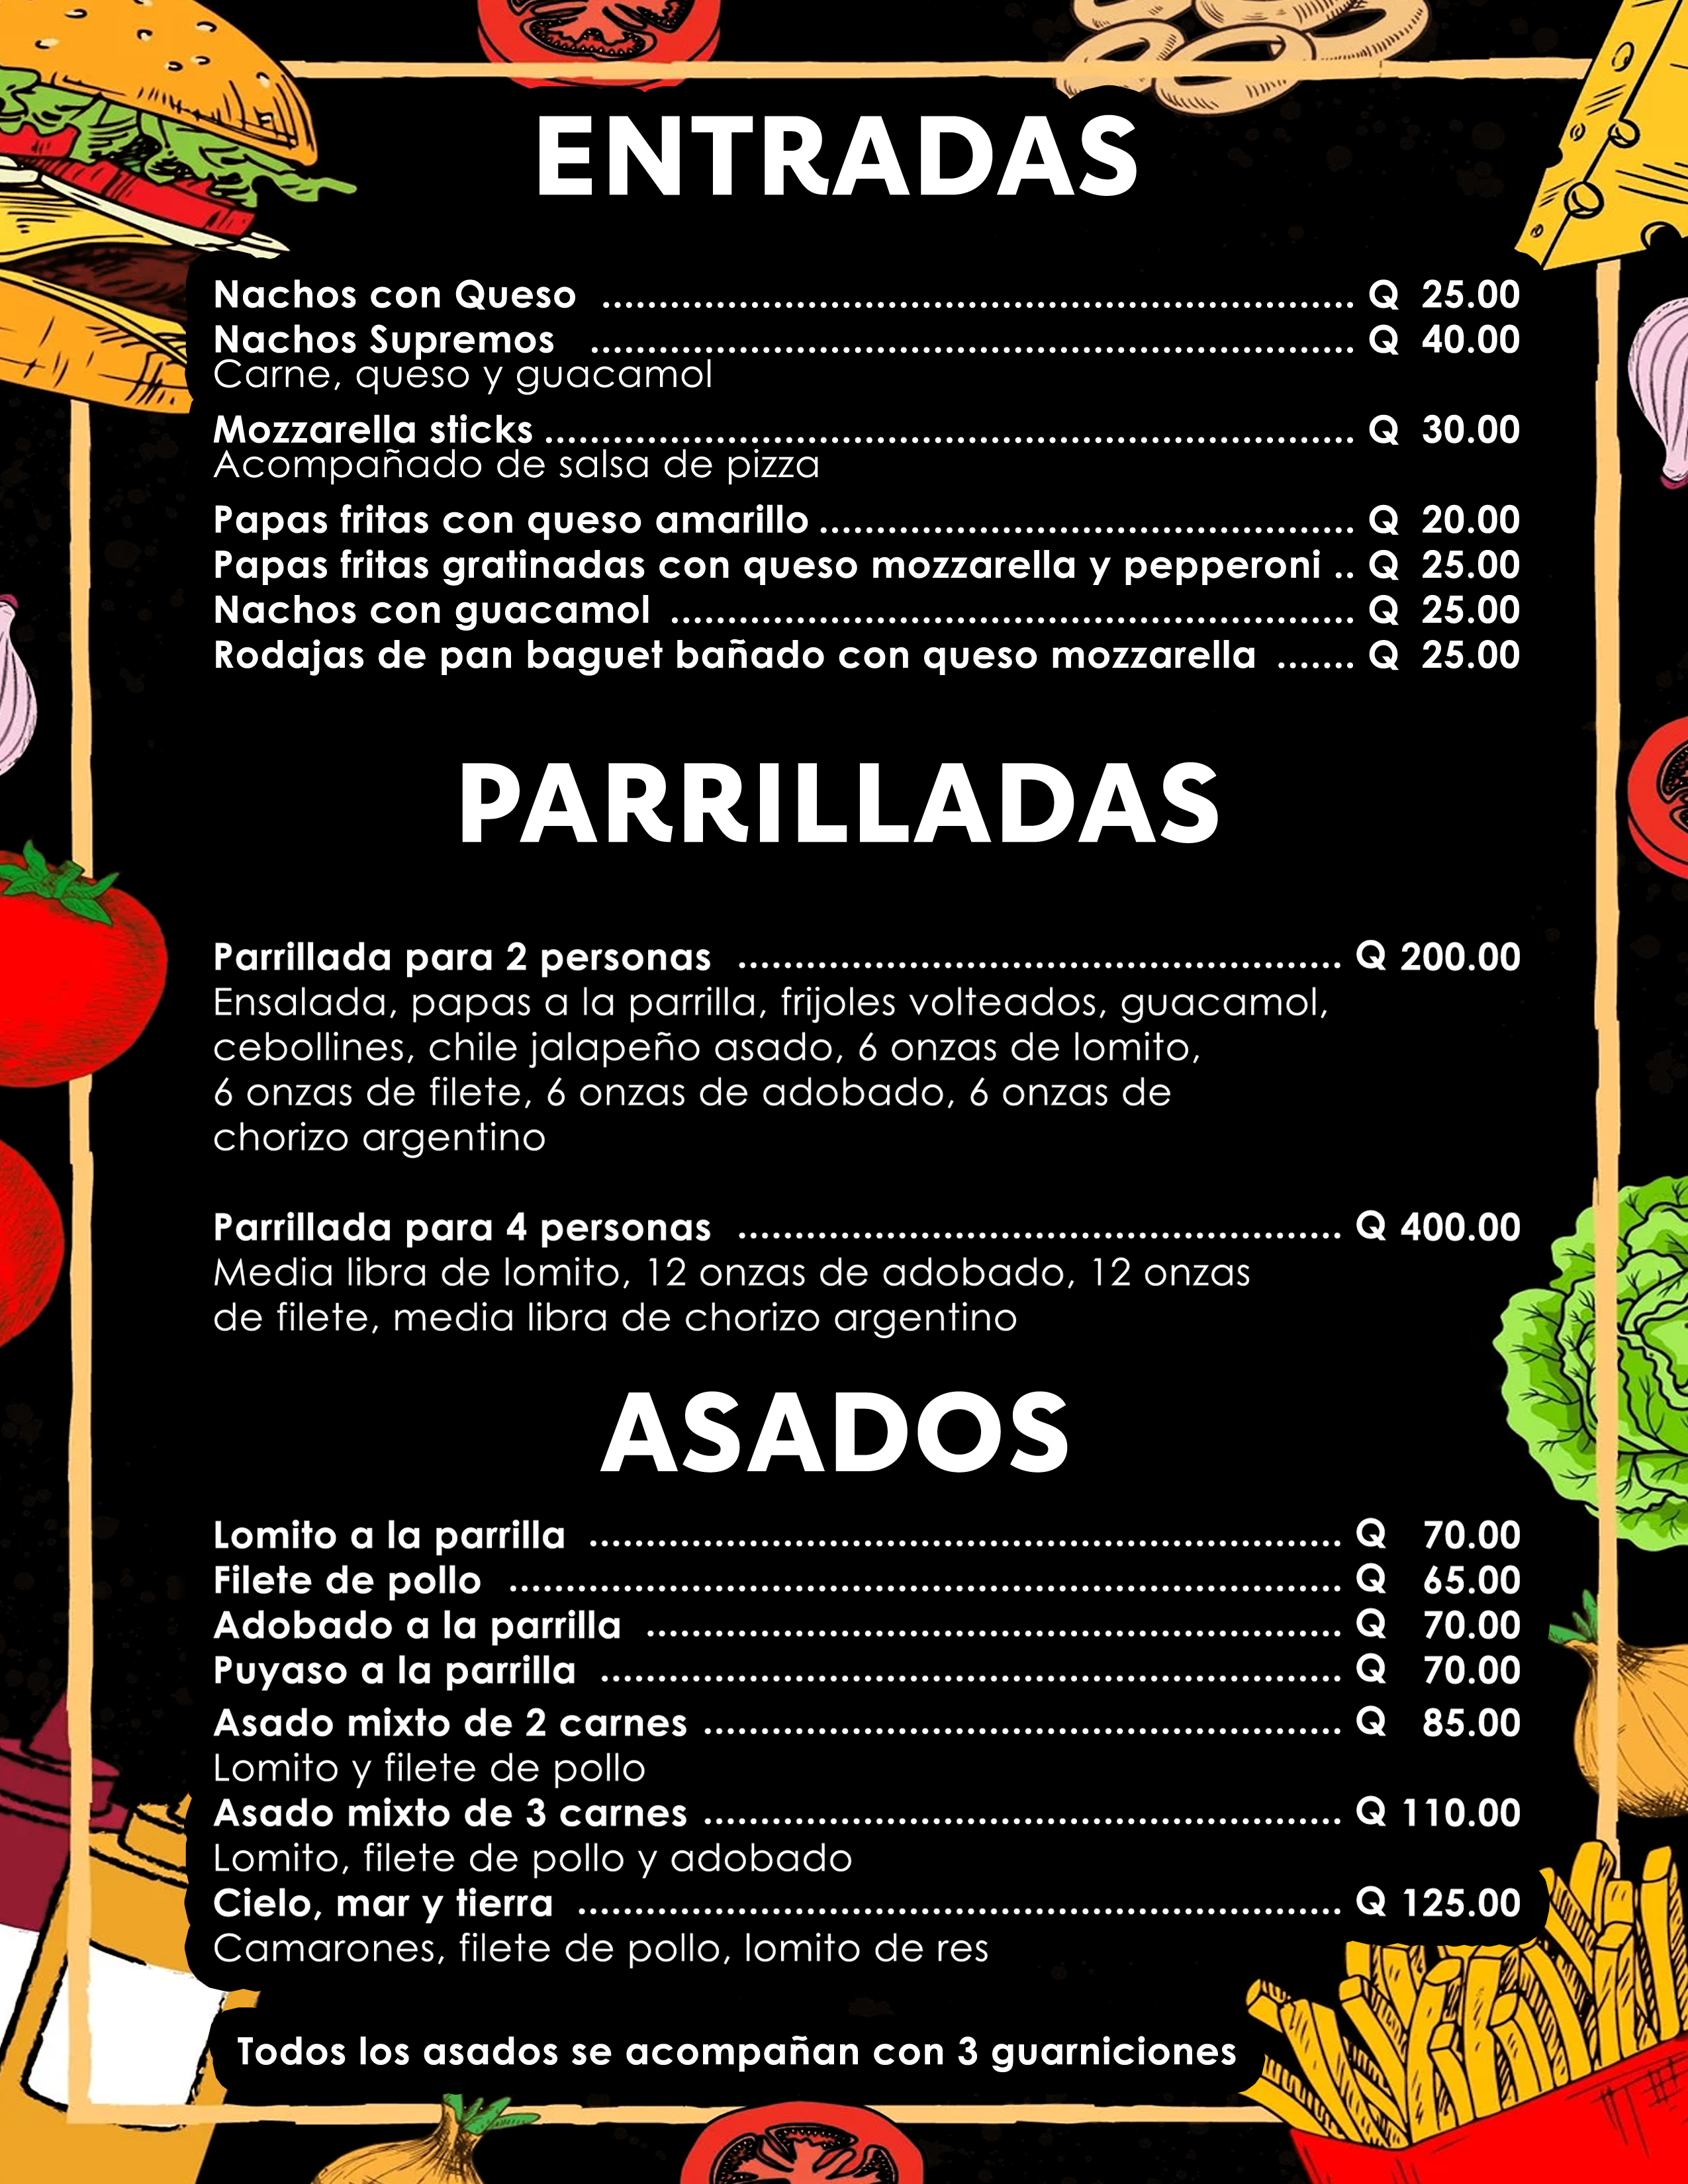 ENTRADAS
Nachos con Queso ................................................................. Q 25.00
Nachos Supremos .................................................................. Q 40.00
Carne, queso y guacamol
Mozzarella sticks ...................................................................... Q 30.00
Acompañado de salsa de pizza
Papas fritas con queso amarillo .............................................. Q 20.00
Papas fritas gratinadas con queso mozzarella y pepperoni .. Q 25.00
Nachos con guacamol ........................................................... Q 25.00
Rodajas de pan baguet bañado con queso mozzarella ....... Q 25.00
PARRILLADAS
Parrillada para 2 personas .................................................... Q 200.00
Ensalada, papas a la parrilla, frijoles volteados, guacamol,
cebollines, chile jalapeño asado, 6 onzas de lomito,
6 onzas de filete, 6 onzas de adobado, 6 onzas de
chorizo argentino
Parrillada para 4 personas .................................................... Q 400.00
Media libra de lomito, 12 onzas de adobado, 12 onzas
de filete, media libra de chorizo argentino
ASADOS
Lomito a la parrilla ................................................................. Q 70.00
Filete de pollo ........................................................................ Q 65.00
Adobado a la parrilla ............................................................ Q 70.00
Puyaso a la parrilla ................................................................ Q 70.00
Asado mixto de 2 carnes ....................................................... Q 85.00
Lomito y filete de pollo
Asado mixto de 3 carnes ....................................................... Q 110.00
Lomito, filete de pollo y adobado
Cielo, mar y tierra .................................................................. Q 125.00
Camarones, filete de pollo, lomito de res
Todos los asados se acompañan con 3 guarniciones